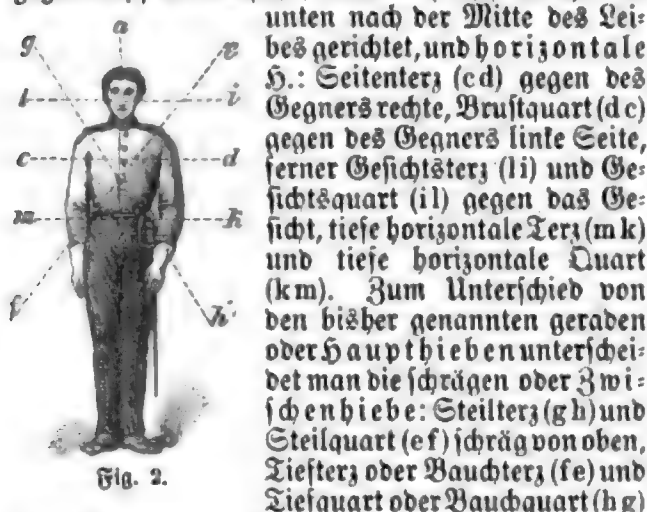 a
g
v
l
i
c
d
m
k
f
h
Fig. 2.
unten nach der Mitte des Lei⸗
bes gerichtet, und horizontale
H.: Seitenterz (cd) gegen des
Gegners rechte, Brustquart (dc)
gegen des Gegners linke Seite,
ferner Gesichtsterz (li) und Ge⸗
sichtsquart (il) gegen das Ge⸗
sicht, tiefe horizontale Terz (mk)
und tiefe horizontale Quart
(km). Zum Unterschied von
den bisher genannten geraden
oder Haupthieben unterschei⸗
det man die schrägen oder Zwi⸗
schenhiebe: Steilterz (gh) und
Steilquart (ef) schräg von oben,
Tiefterz oder Bauchterz (fe) und
Tiefquart oder Bauchquart (hg)